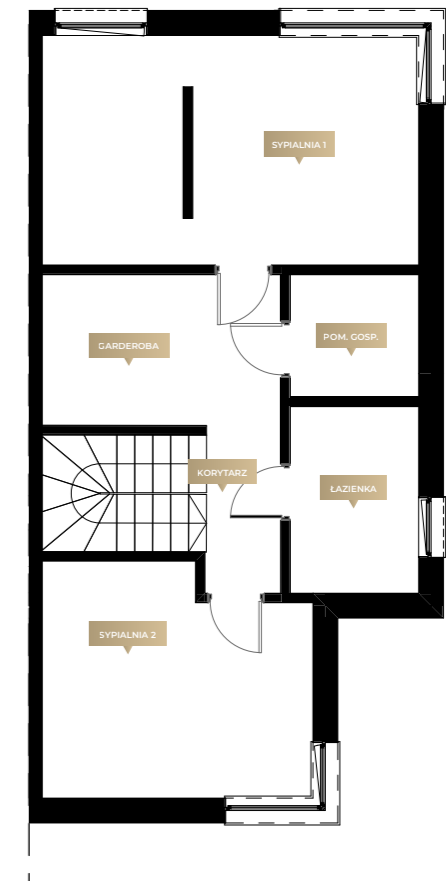 SYPIALNIA 1
POM. GOSP.
GARDEROBA
KORYTARZ
ŁAZIENKA
SYPIALNIA 2